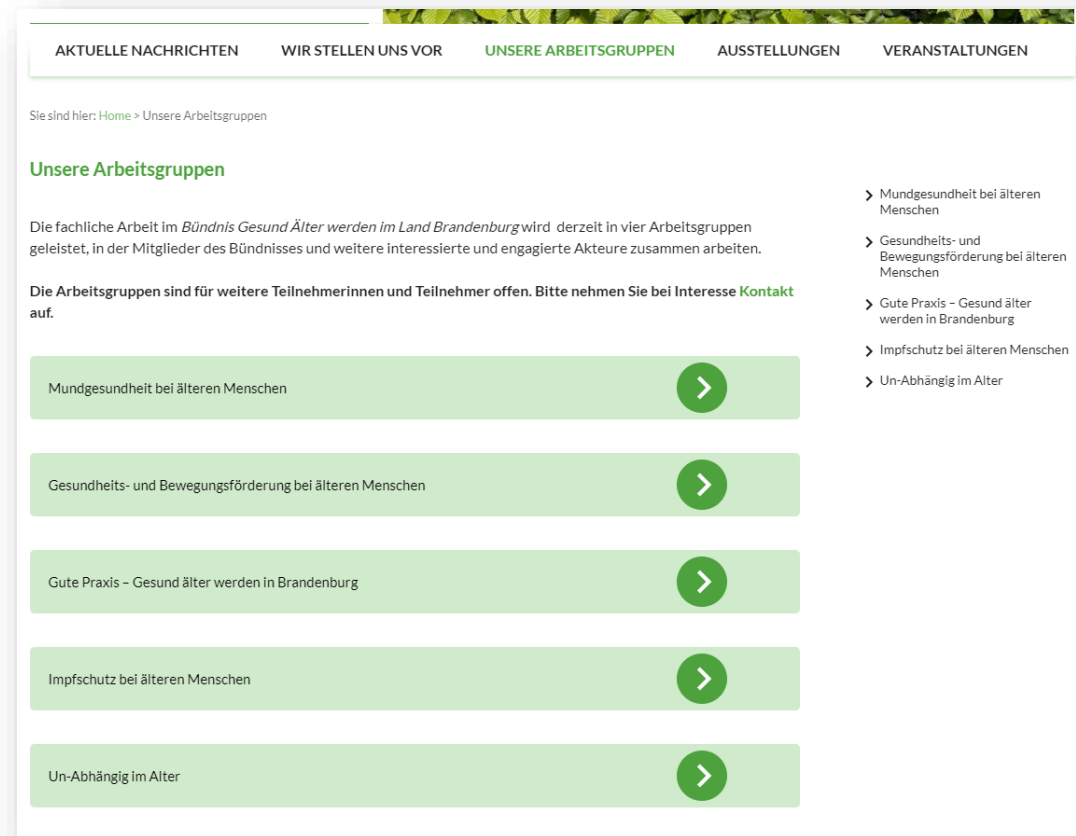 AKTUELLE NACHRICHTEN WIR STELLEN UNS VOR UNSERE ARBEITSGRUPPEN AUSSTELLUNGEN VERANSTALTUNGEN
Sie sind hier: Home > Unsere Arbeitsgruppen
Unsere Arbeitsgruppen
Die fachliche Arbeit im Bündnis Gesund Älter werden im Land Brandenburg wird derzeit in vier Arbeitsgruppen
geleistet, in der Mitglieder des Bündnisses und weitere interessierte und engagierte Akteure zusammen arbeiten.
Die Arbeitsgruppen sind für weitere Teilnehmerinnen und Teilnehmer offen. Bitte nehmen Sie bei Interesse Kontakt
auf.
Mundgesundheit bei älteren Menschen
Gesundheits- und Bewegungsförderung bei älteren Menschen
Gute Praxis – Gesund älter werden in Brandenburg
Impfschutz bei älteren Menschen
Un-Abhängig im Alter
Mundgesundheit bei älteren
Menschen
Gesundheits- und
Bewegungsförderung bei älteren
Menschen
Gute Praxis – Gesund älter
werden in Brandenburg
Impfschutz bei älteren Menschen
Un-Abhängig im Alter